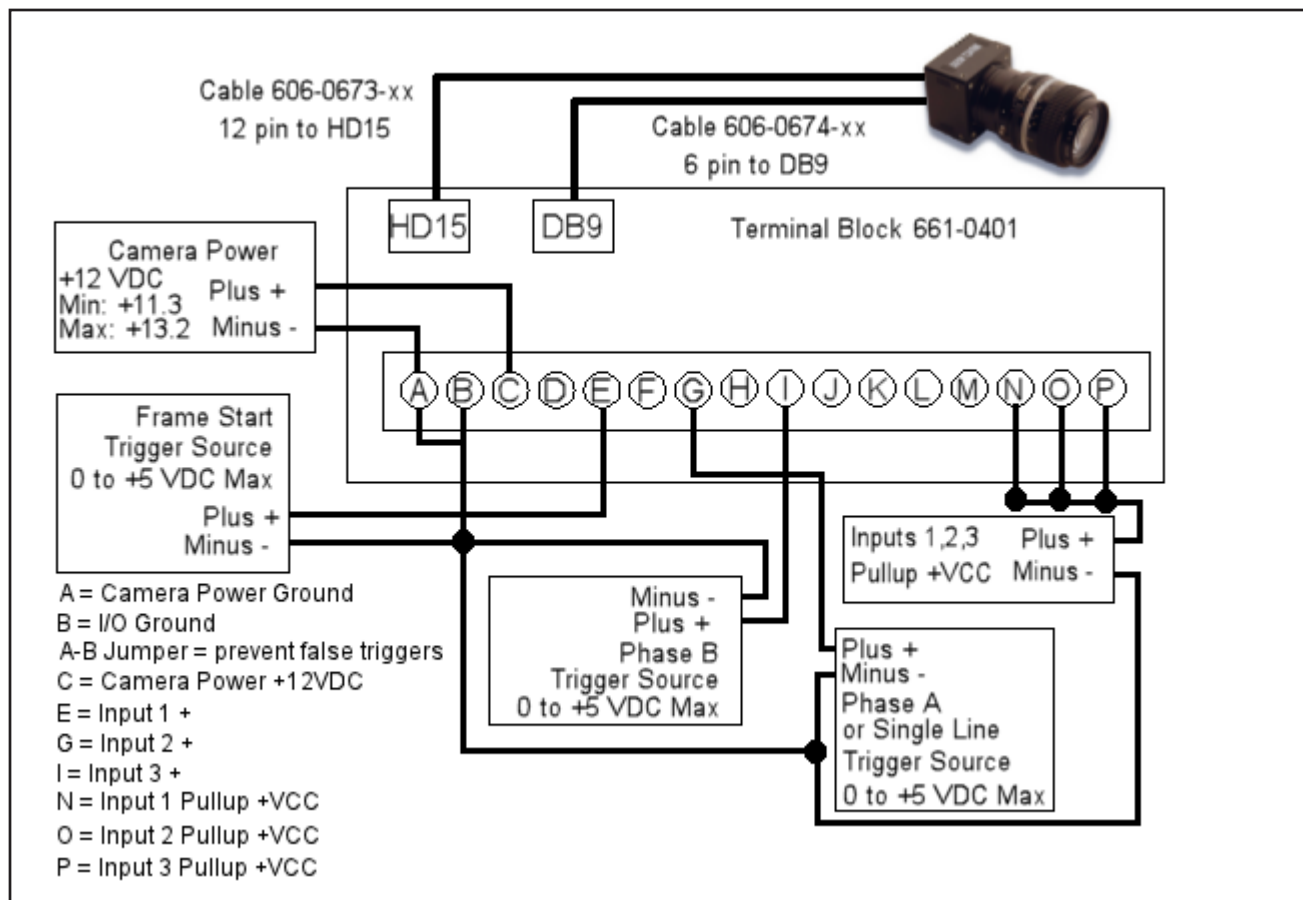 Cable 606-0673-xx
12 pin to HD15
Cable 606-0674-xx
6 pin to DB9
HD15
DB9
Terminal Block 661-0401
Camera Power
+12 VDC
Plus +
Min: +11.3
Max: +13.2
Minus -
A B C D E F G H I J K L M N O P
Frame Start
Trigger Source
0 to +5 VDC Max
Plus +
Minus -
Inputs 1,2,3
Plus +
Pullup +VCC
Minus -
Minus -
Plus +
Phase B
Trigger Source
0 to +5 VDC Max
Plus +
Minus -
Phase A
or Single Line
Trigger Source
0 to +5 VDC Max
A = Camera Power Ground
B = I/O Ground
A-B Jumper = prevent false triggers
C = Camera Power +12VDC
E = Input 1 +
G = Input 2 +
I = Input 3 +
N = Input 1 Pullup +VCC
O = Input 2 Pullup +VCC
P = Input 3 Pullup +VCC